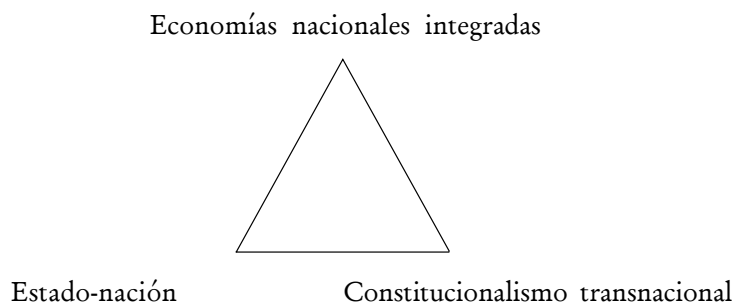 Economías nacionales integradas
Estado-nación
Constitucionalismo transnacional